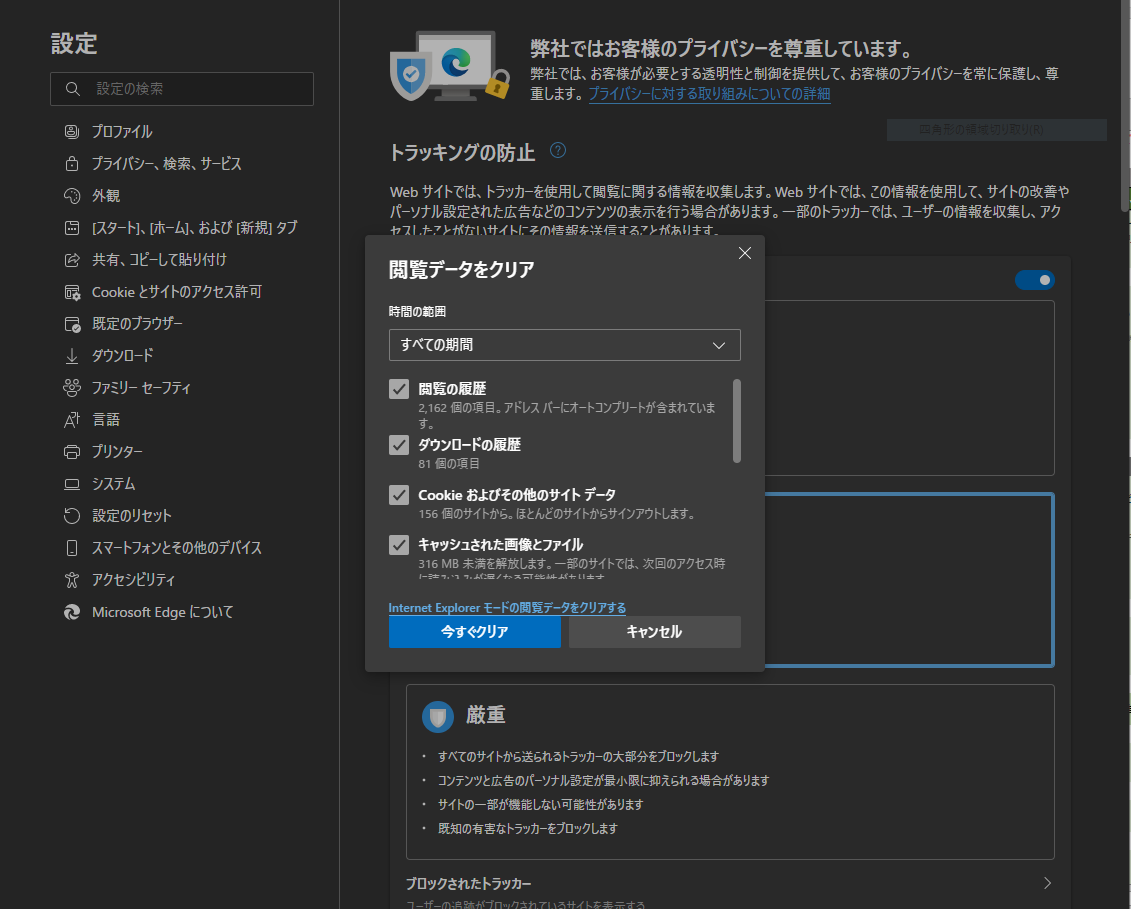 設定
設定の検索
プロファイル
プライバシー、検索、サービス
外観
[スタート]、[ホーム]、および [新規] タブ
共有、コピーして貼り付け
Cookie とサイトのアクセス許可
既定のブラウザー
ダウンロード
ファミリー セーフティ
言語
プリンター
システム
設定のリセット
スマートフォンとその他のデバイス
アクセシビリティ
Microsoft Edge について
弊社ではお客様のプライバシーを尊重しています。
弊社では、お客様が必要とする透明性と制御を提供して、お客様のプライバシーを常に保護し、尊
重します。 プライバシーに対する取り組みについての詳細
四角形の領域切り取り(R)
トラッキングの防止
Web サイトでは、トラッカーを使用して閲覧に関する情報を収集します。Web サイトでは、この情報を使用して、サイトの改善や
パーソナル設定された広告などのコンテンツの表示を行う場合があります。一部のトラッカーでは、ユーザーの情報を収集し、アク
セスしたことがないサイトにその情報を送信することがあります。
閲覧データをクリア
時間の範囲
すべての期間
閲覧の履歴
2,162 個の項目。アドレス バーにオートコンプリートが含まれていま
す。
ダウンロードの履歴
81 個の項目
Cookie およびその他のサイト データ
156 個のサイトから。ほとんどのサイトからサインアウトします。
キャッシュされた画像とファイル
316 MB 未満を解放します。一部のサイトでは、次回のアクセス時
に読み込みが遅くなる可能性があります。
Internet Explorer モードの閲覧データをクリアする
今すぐクリア
キャンセル
厳重
・ すべてのサイトから送られるトラッカーの大部分をブロックします
・ コンテンツと広告のパーソナル設定が最小限に抑えられる場合があります
・ サイトの一部が機能しない可能性があります
・ 既知の有害なトラッカーをブロックします
ブロックされたトラッカー
ユーザーの追跡がブロックされているサイトを表示する